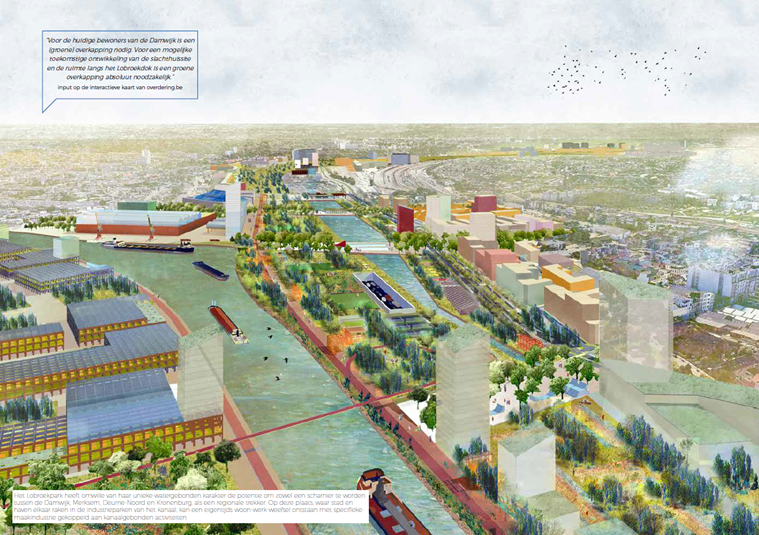 "Voor de huidige bewoners van de Damwijk is een
(groene) overkapping nodig. Voor een mogelijke
toekomstige ontwikkeling van de slachthuissite
en de ruimte langs het Lobroekdok is een groene
overkapping absoluut noodzakelijk."
input op de interactieve kaart van overdering.be
Het Lobroekpark heeft omwille van haar unieke watergebonden karakter de potentie om zowel een scharnier te worden
tussen de Damwijk, Merksem, Deurne-Noord en Kronenburg, als een regionale trekker. Op deze plaats, waar stad en
haven elkaar raken in de industrieparken van het kanaal, kan een eigentijds woon-werk weefsel ontstaan met specifieke
maakindustrie gekoppeld aan kanaalgebonden activiteiten.